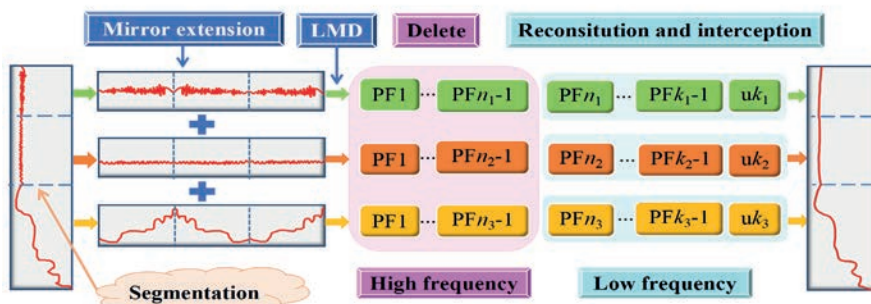 Mirror extension LMD Delete Reconsitution and interception
PF1 ... PFn₁-1 PFn₁ ... PFk₁-1 uk₁
PF1 ... PFn₂-1 PFn₂ ... PFk₂-1 uk₂
PF1 ... PFn₃-1 PFn₃ ... PFk₃-1 uk₃
Segmentation High frequency Low frequency